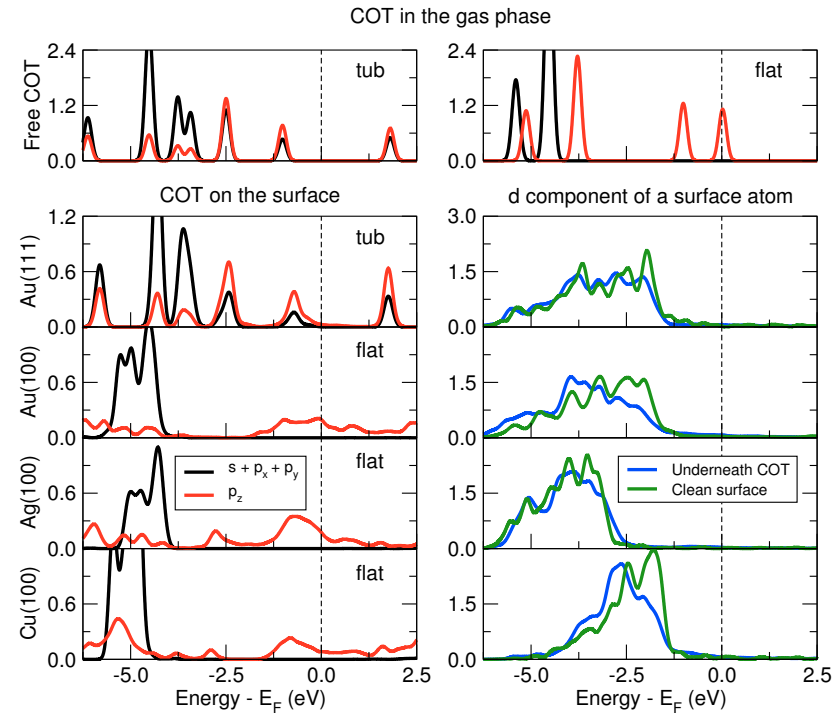 COT in the gas phase
Free COT
2.4
1.2
0.0
tub
2.4
1.2
0.0
flat
COT on the surface
d component of a surface atom
Au(111)
1.2
0.6
0.0
tub
3.0
1.5
0.0
Au(100)
0.6
0.0
flat
1.5
0.0
Ag(100)
0.6
0.0
flat
s + px + py
pz
1.5
0.0
Underneath COT
Clean surface
Cu(100)
0.6
0.0
flat
1.5
0.0
-5.0 -2.5 0.0 2.5
-5.0 -2.5 0.0 2.5
Energy - EF (eV)
Energy - EF (eV)